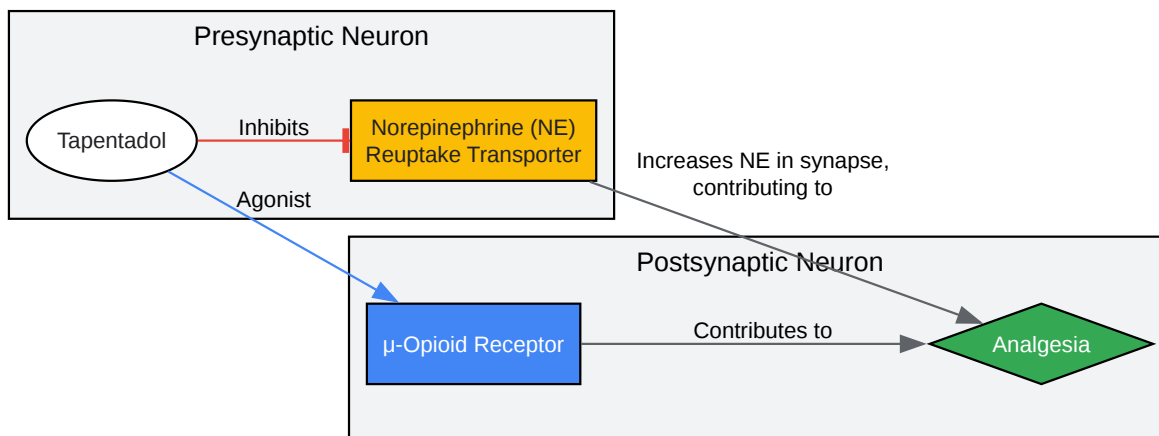 Presynaptic Neuron
Tapentadol
Inhibits
Norepinephrine (NE)
Reuptake Transporter
Agonist
Increases NE in synapse,
contributing to
Postsynaptic Neuron
μ-Opioid Receptor
Contributes to
Analgesia